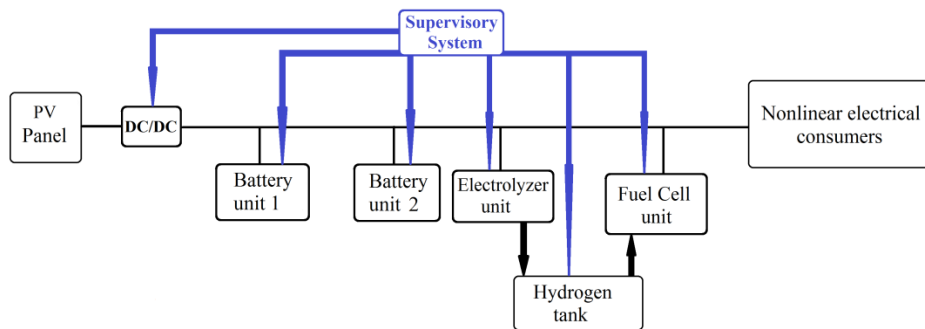 Supervisory
System
PV
Panel
DC/DC
Nonlinear electrical
consumers
Battery
unit 1
Battery
unit 2
Electrolyzer
unit
Fuel Cell
unit
Hydrogen
tank